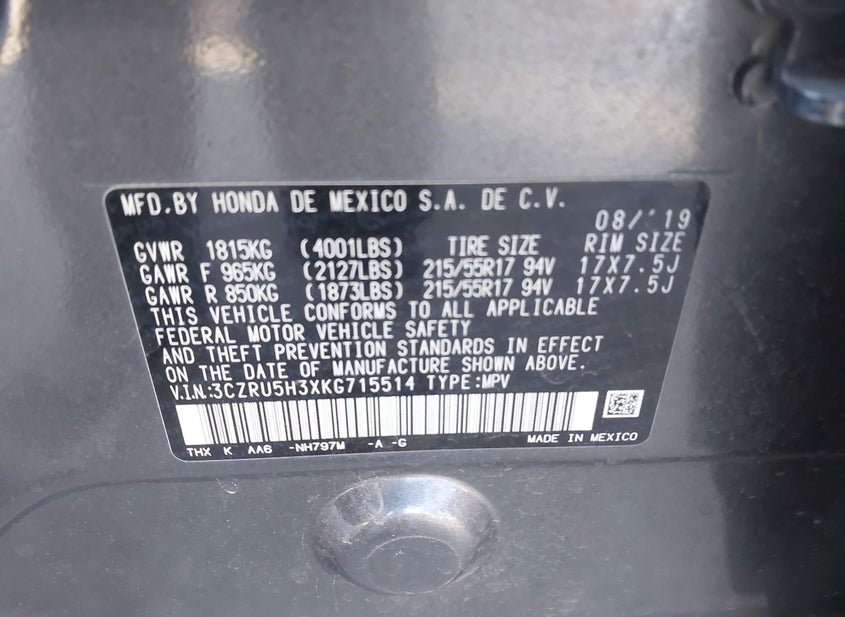 MFD.BY HONDA DE MEXICO S.A. DE C.V.
08/'19
GVWR 1815KG (4001LBS) TIRE SIZE RIM SIZE
GAWR F 965KG (2127LBS) 215/55R17 94V 17X7.5J
GAWR R 850KG (1873LBS) 215/55R17 94V 17X7.5J
THIS VEHICLE CONFORMS TO ALL APPLICABLE
FEDERAL MOTOR VEHICLE SAFETY
AND THEFT PREVENTION STANDARDS IN EFFECT
ON THE DATE OF MANUFACTURE SHOWN ABOVE.
V.I.N.:3CZRU5H3XKG715514 TYPE:MPV
THX K AA6 -NH797M -A -G MADE IN MEXICO